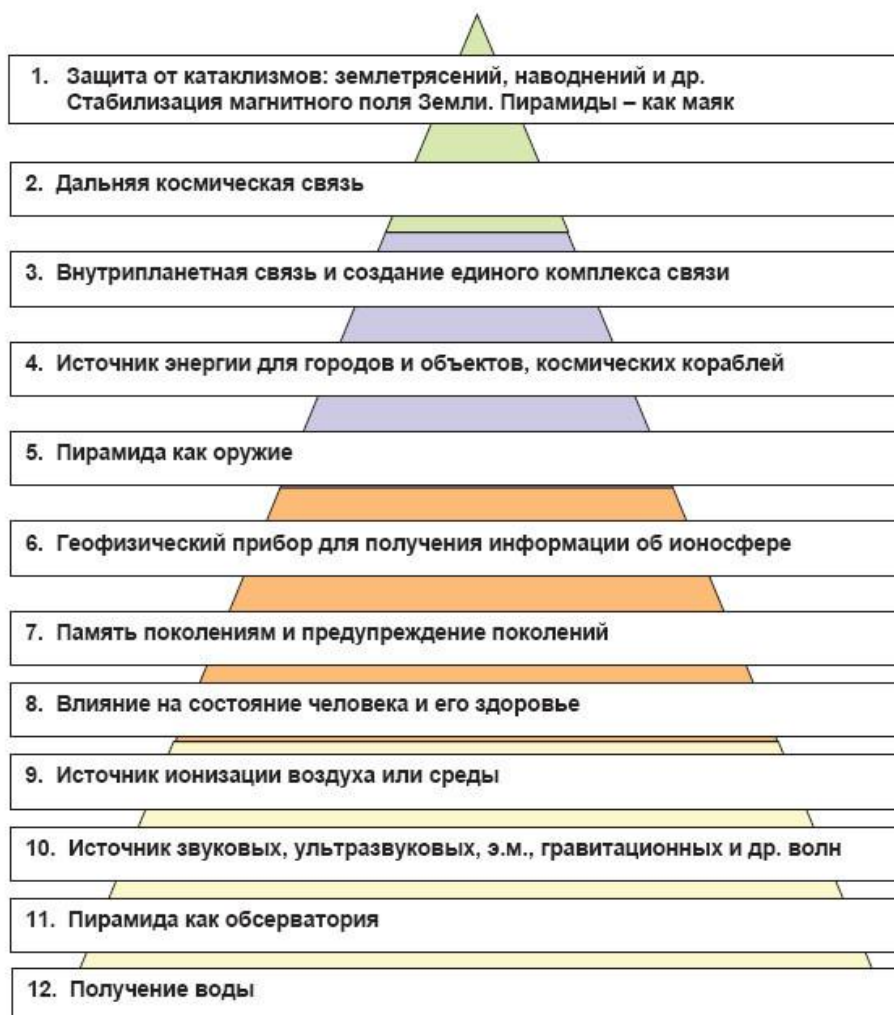 1. Защита от катаклизмов: землетрясений, наводнений и др.
Стабилизация магнитного поля Земли. Пирамиды – как маяк
2. Дальняя космическая связь
3. Внутрипланетная связь и создание единого комплекса связи
4. Источник энергии для городов и объектов, космических кораблей
5. Пирамида как оружие
6. Геофизический прибор для получения информации об ионосфере
7. Память поколениям и предупреждение поколений
8. Влияние на состояние человека и его здоровье
9. Источник ионизации воздуха или среды
10. Источник звуковых, ультразвуковых, э.м., гравитационных и др. волн
11. Пирамида как обсерватория
12. Получение воды